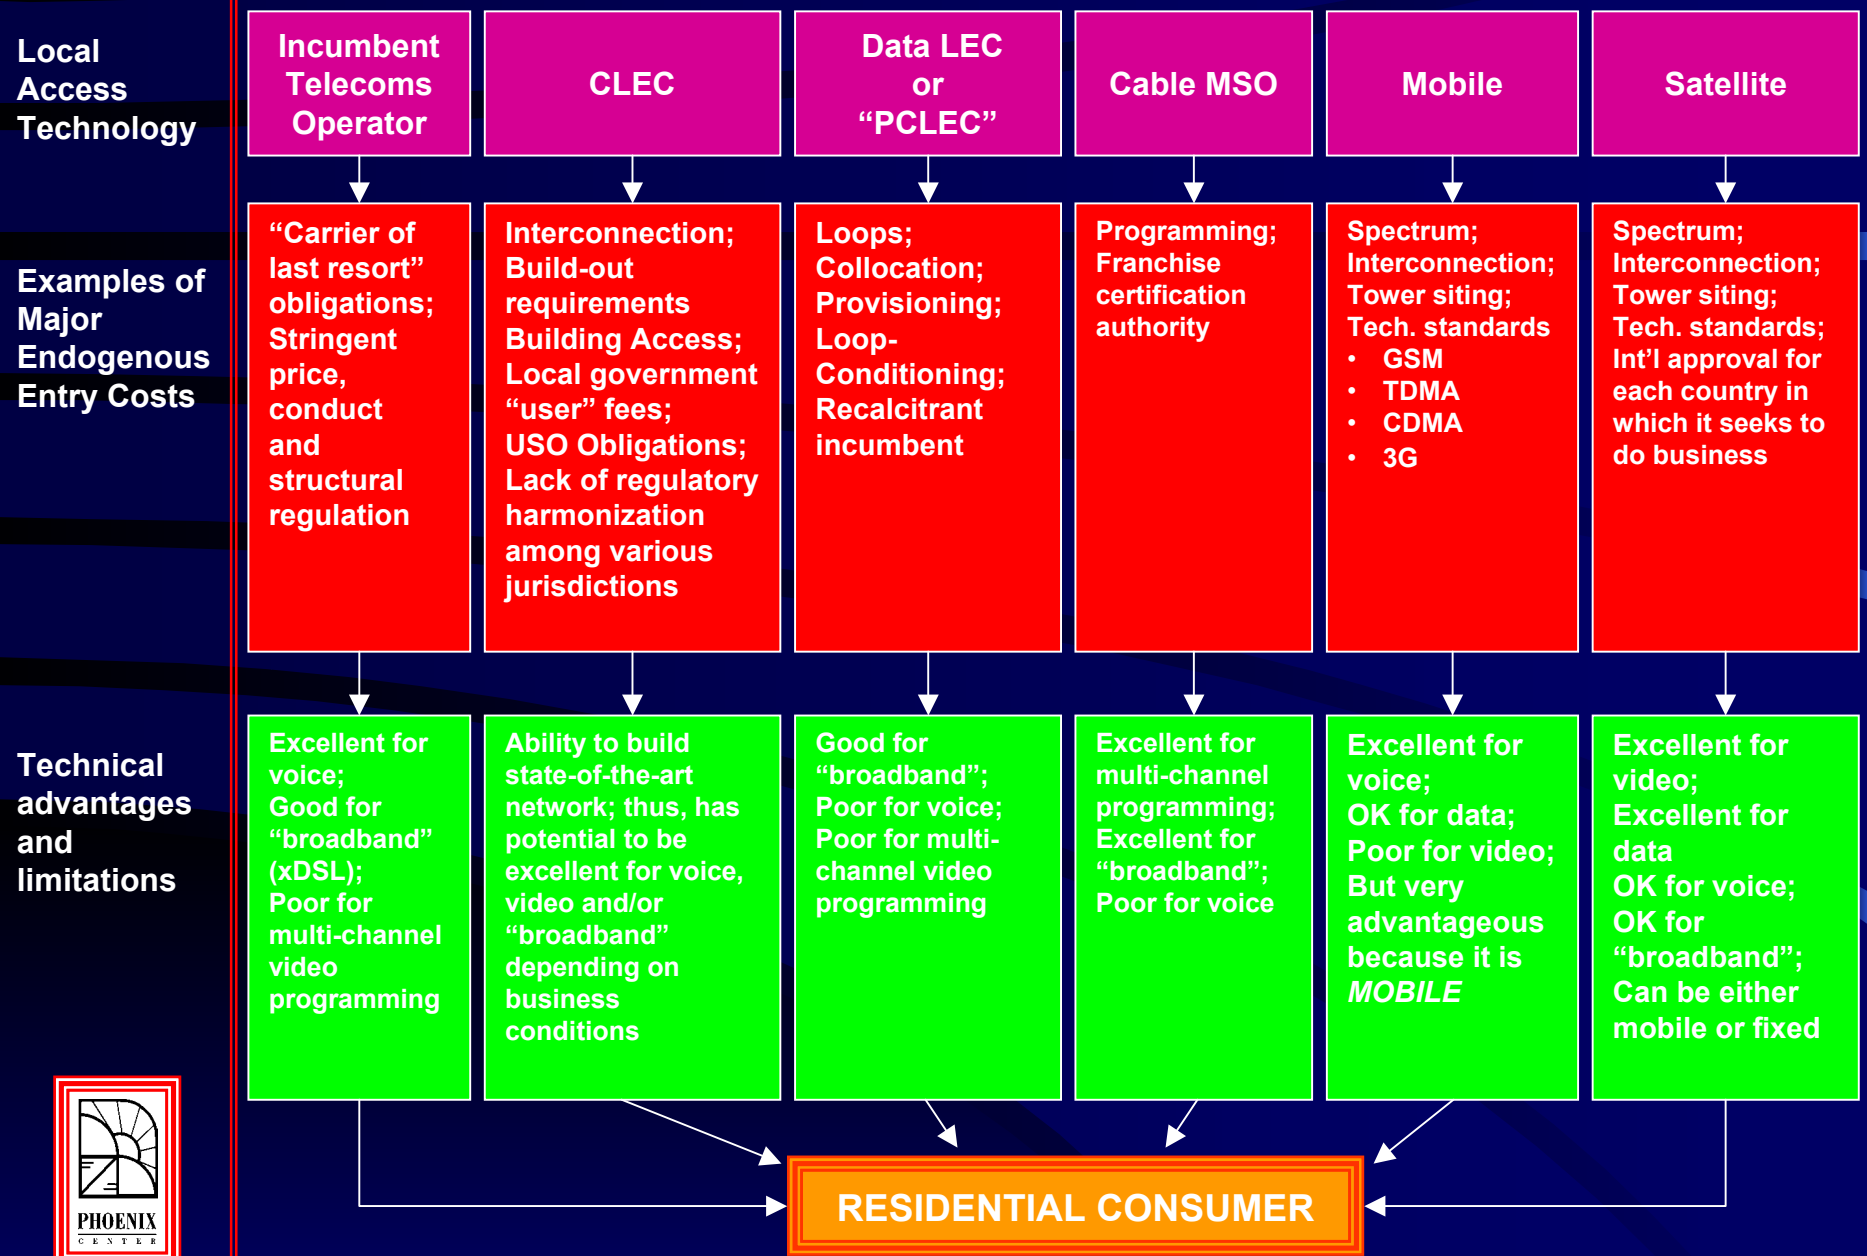 Local
Access
Technology
Incumbent
Telecoms
Operator
CLEC
Data LEC
or
“PCLEC”
Cable MSO
Mobile
Satellite
Examples of
Major
Endogenous
Entry Costs
“Carrier of
last resort”
obligations;
Stringent
price,
conduct
and
structural
regulation
Interconnection;
Build-out
requirements
Building Access;
Local government
“user” fees;
USO Obligations;
Lack of regulatory
harmonization
among various
jurisdictions
Loops;
Collocation;
Provisioning;
Loop-
Conditioning;
Recalcitrant
incumbent
Programming;
Franchise
certification
authority
Spectrum;
Interconnection;
Tower siting;
Tech. standards
• GSM
• TDMA
• CDMA
• 3G
Spectrum;
Interconnection;
Tower siting;
Tech. standards;
Int’l approval for
each country in
which it seeks to
do business
Technical
advantages
and
limitations
Excellent for
voice;
Good for
“broadband”
(xDSL);
Poor for
multi-channel
video
programming
Ability to build
state-of-the-art
network; thus, has
potential to be
excellent for voice,
video and/or
“broadband”
depending on
business
conditions
Good for
“broadband”;
Poor for voice;
Poor for multi-
channel video
programming
Excellent for
multi-channel
programming;
Excellent for
“broadband”;
Poor for voice
Excellent for
voice;
OK for data;
Poor for video;
But very
advantageous
because it is
MOBILE
Excellent for
video;
Excellent for
data
OK for voice;
OK for
“broadband”;
Can be either
mobile or fixed
PHOENIX
CENTER
RESIDENTIAL CONSUMER